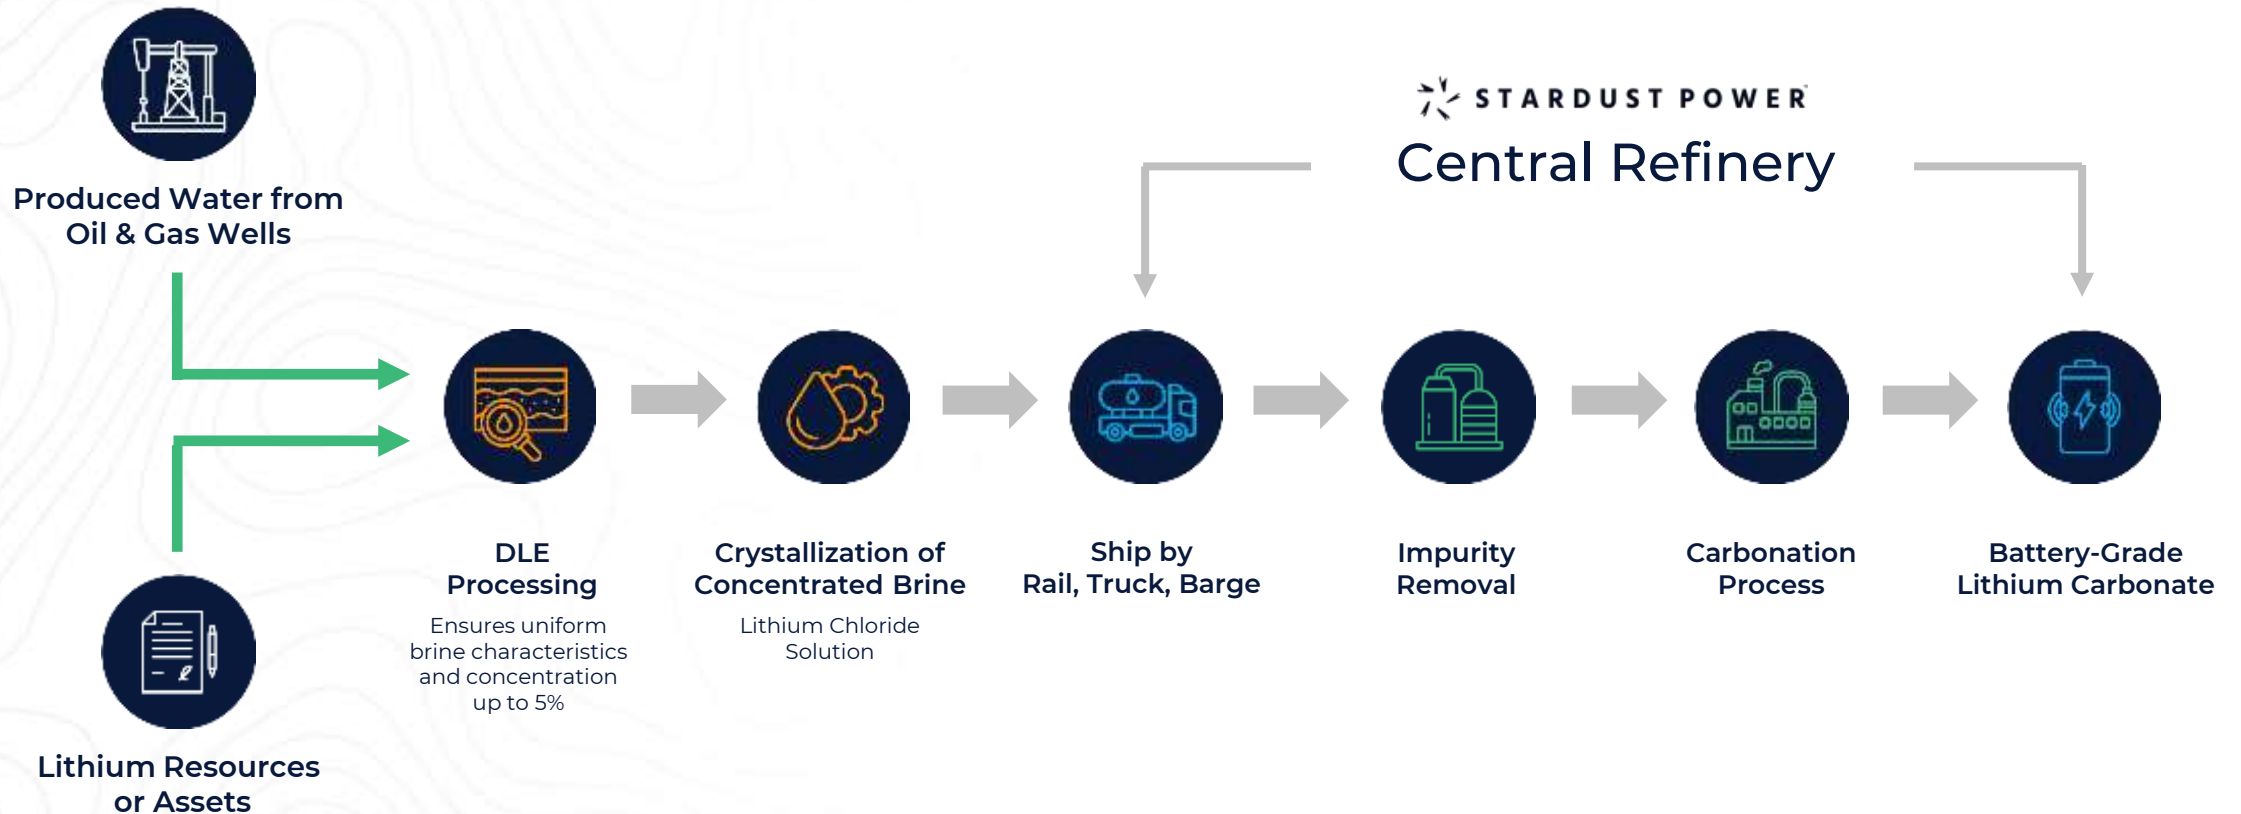 Produced Water from
Oil & Gas Wells
Lithium Resources
or Assets
STARDUST POWER
Central Refinery
DLE
Processing
Ensures uniform
brine characteristics
and concentration
up to 5%
Crystallization of
Concentrated Brine
Lithium Chloride
Solution
Ship by
Rail, Truck, Barge
Impurity
Removal
Carbonation
Process
Battery-Grade
Lithium Carbonate